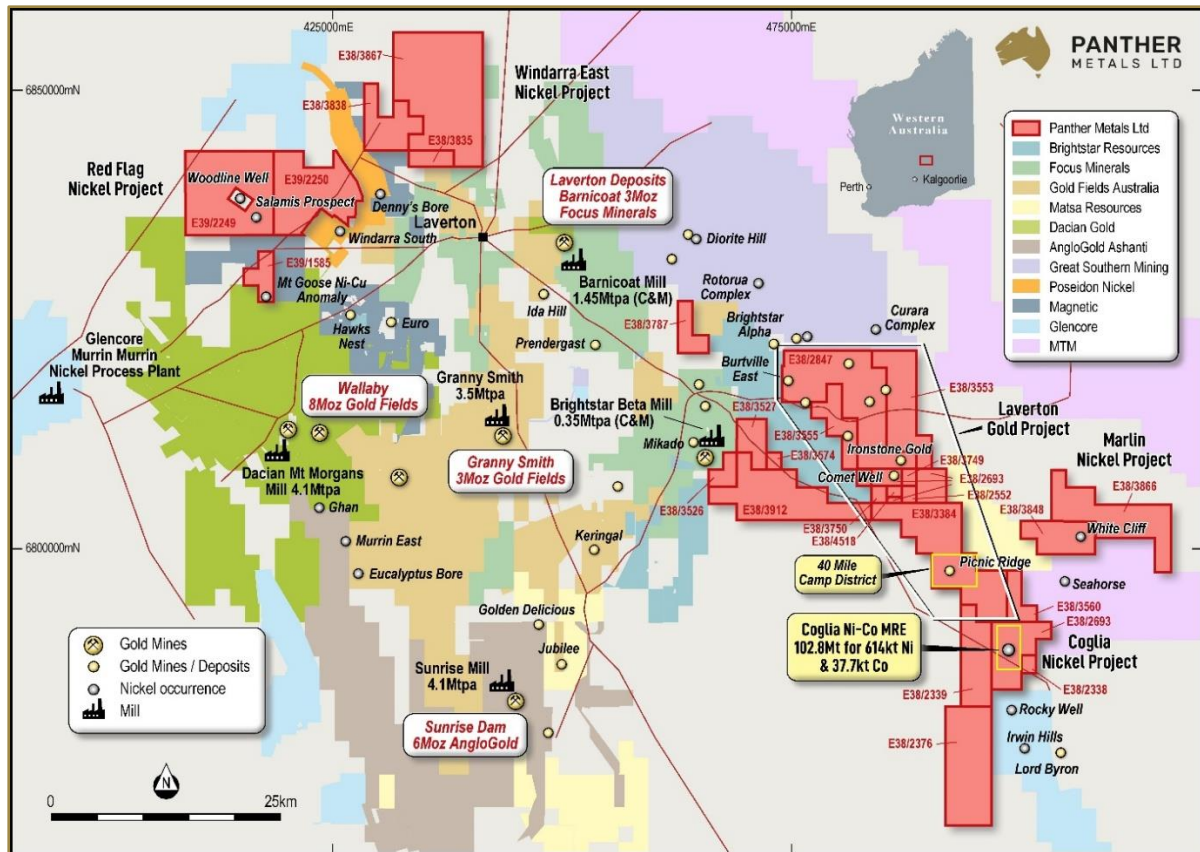 425000mE
475000mE
6850000mN
6800000mN
PANTHER
METALS LTD
Western
Australia
Perth
Kalgoorlie
Panther Metals Ltd
Brightstar Resources
Focus Minerals
Gold Fields Australia
Matsa Resources
Dacian Gold
AngloGold Ashanti
Great Southern Mining
Poseidon Nickel
Magnetic
Glencore
MTM
E38/3867
E38/3838
E38/3835
Windarra East
Nickel Project
Red Flag
Nickel Project
Woodline Well
E39/2250
Salamis Prospect
E39/2249
Denny's Bore
Laverton
Windarra South
E39/1585
Mt Goose Ni-Cu
Anomaly
Hawks
Nest
Euro
Laverton Deposits
Barnicoat 3Moz
Focus Minerals
Barnicoat Mill
1.45Mtpa (C&M)
Ida Hill
Prendergast
Diorite Hill
Rotorua
Complex
Curara
Complex
Brightstar
Alpha
E38/3787
Burtville
East
E38/2847
E38/3553
Laverton
Gold Project
Glencore
Murrin Murrin
Nickel Process Plant
Wallaby
8Moz Gold Fields
Granny Smith
3.5Mtpa
Granny Smith
3Moz Gold Fields
Brightstar Beta Mill
0.35Mtpa (C&M)
Mikado
E38/3527
E38/3555
E38/3574
Ironstone Gold
Comet Well
E38/3749
E38/2693
E38/2552
E38/3384
E38/3526
E38/3912
E38/3750
E38/4518
Marlin
Nickel Project
E38/3866
E38/3848
White Cliff
Dacian Mt Morgans
Mill 4.1Mtpa
Ghan
Murrin East
Eucalyptus Bore
Keringal
Golden Delicious
Jubilee
40 Mile
Camp District
Picnic Ridge
Seahorse
E38/3560
E38/2693
Coglia Ni-Co MRE
102.8Mt for 614kt Ni
& 37.7kt Co
Coglia
Nickel Project
E38/2339
E38/2338
E38/2376
Rocky Well
Irwin Hills
Lord Byron
Sunrise Mill
4.1Mtpa
Sunrise Dam
6Moz AngloGold
Gold Mines
Gold Mines / Deposits
Nickel occurrence
Mill
N
0
25km